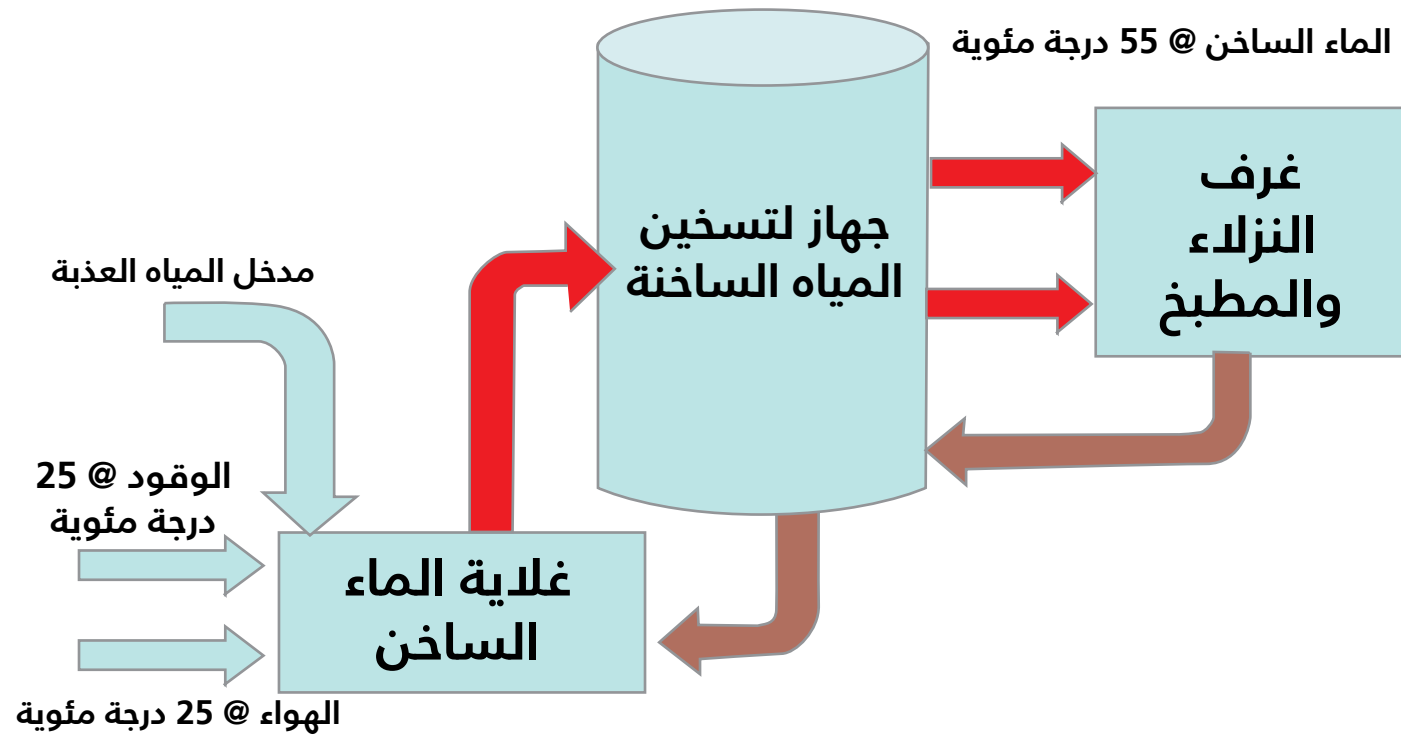 الماء الساخن @ 55 درجة مئوية
غرف
النزلاء
والمطبخ
جهاز لتسخين
المياه الساخنة
مدخل المياه العذبة
الوقود @ 25
درجة مئوية
غلاية الماء
الساخن
الهواء @ 25 درجة مئوية